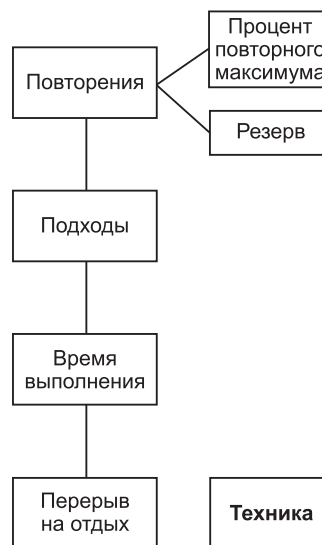 Процент
повторного
максимума
Повторения
Резерв
Подходы
Время
выполнения
Перерыв
на отдых
Техника